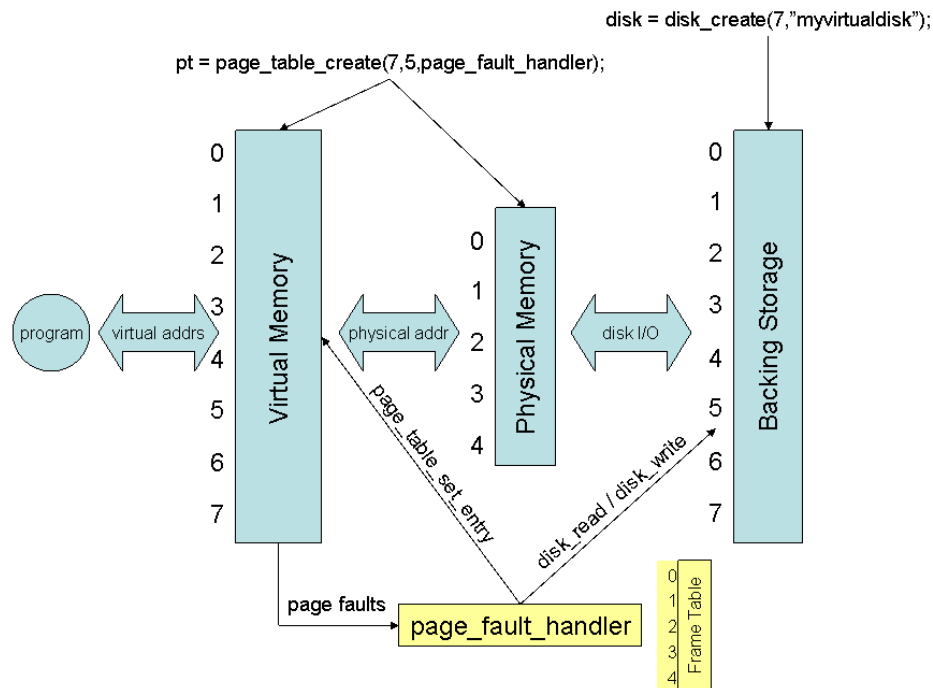 disk = disk_create(7,”myvirtualdisk”);
pt = page_table_create(7,5,page_fault_handler);
0
1
2
3
4
5
6
7
Virtual Memory
0
1
2
3
4
Physical Memory
0
1
2
3
4
5
6
7
Backing Storage
program
virtual addrs
physical addr
disk I/O
page_table_set_entry
disk_read / disk_write
page faults
page_fault_handler
0
1
2
3
4
Frame Table